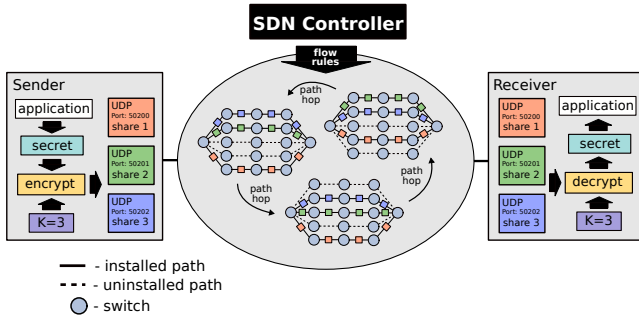 SDN Controller
flow
rules
Sender
application
secret
encrypt
K=3
UDP
Port: 50200
share 1
UDP
Port: 50201
share 2
UDP
Port: 50202
share 3
path
hop
path
hop
path
hop
Receiver
UDP
Port: 50200
share 1
UDP
Port: 50201
share 2
UDP
Port: 50202
share 3
application
secret
decrypt
K=3
- installed path
- uninstalled path
- switch